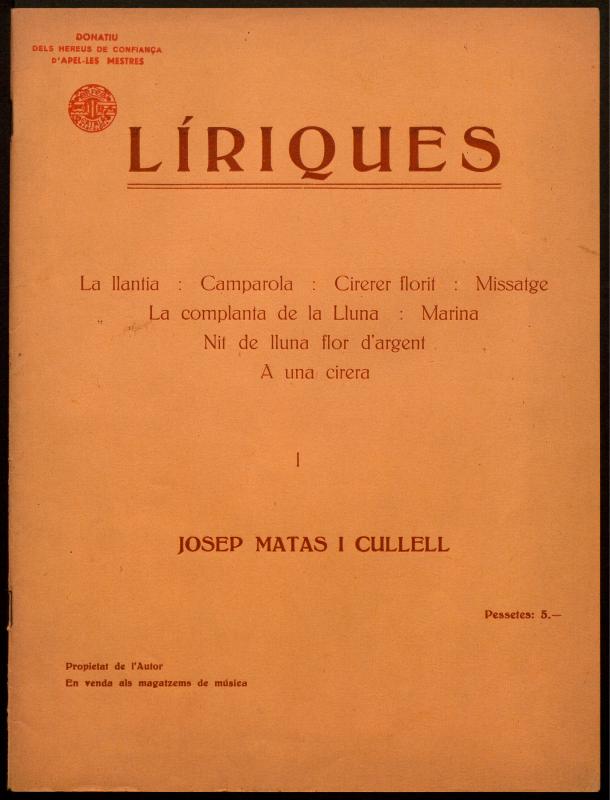 DONATIU
DELS HEREUS DE CONFIANÇA
D'APEL·LES MESTRES
LÍRIQUES
La llantia : Camparola : Cirerer florit : Missatge
La complanta de la Lluna : Marina
Nit de lluna flor d'argent
A una cirera
I
JOSEP MATAS I CULLELL
Pessetes: 5.—
Propietat de l'Autor
En venda als magatzems de música